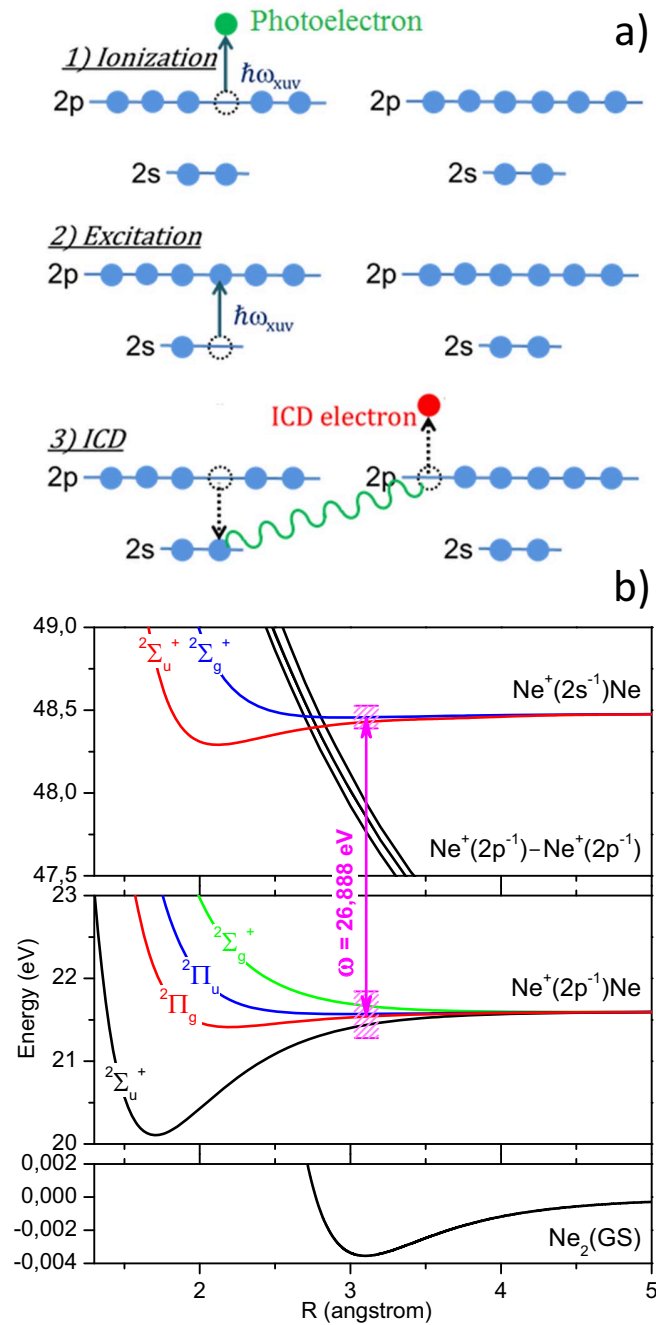 Photoelectron
a)
1) Ionization
ℏω_xuv
2p
2p
2s
2s
2) Excitation
2p
2p
ℏω_xuv
2s
2s
ICD electron
3) ICD
2p
2p
2s
2s
b)
49,0
²Σ_u⁺
²Σ_g⁺
Ne⁺(2s⁻¹)Ne
48,5
48,0
Ne⁺(2p⁻¹)−Ne⁺(2p⁻¹)
47,5
ω = 26,888 eV
23
²Σ_g⁺
²Π_u
Ne⁺(2p⁻¹)Ne
22
²Π_g
21
²Σ_u⁺
20
Energy (eV)
0,002
0,000
-0,002
-0,004
Ne₂(GS)
2 3 4 5
R (angstrom)